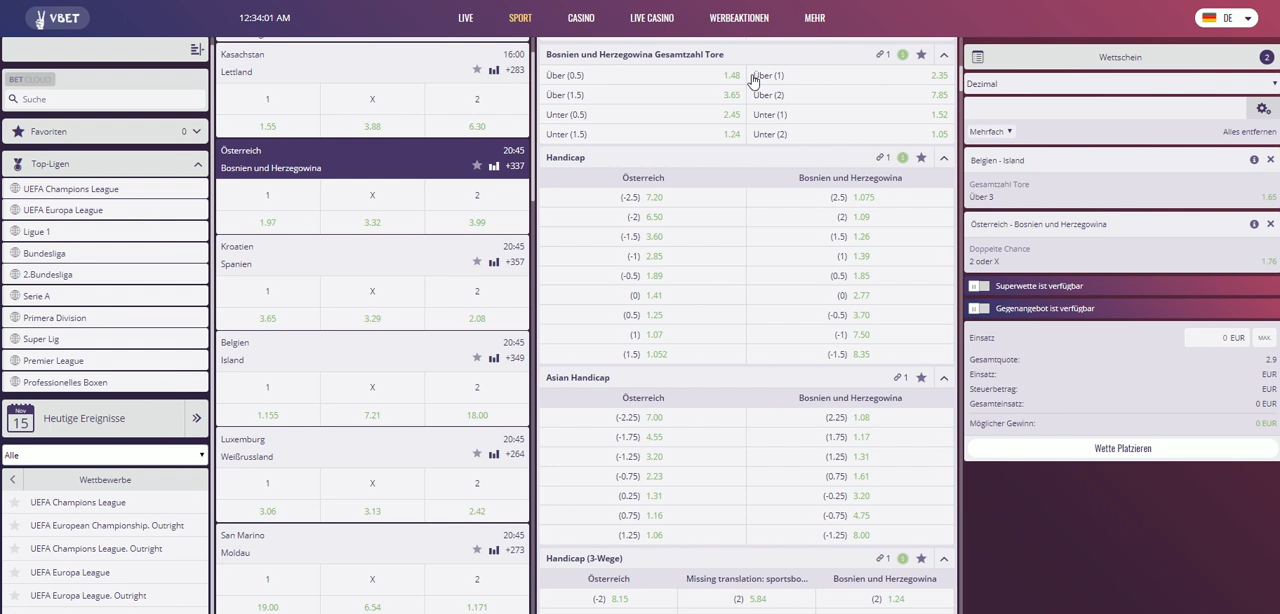 VBET
12:34:01 AM
LIVE
SPORT
CASINO
LIVE CASINO
WERBEAKTIONEN
MEHR
DE
BET CLOUD
Suche
Favoriten
0
Top-Ligen
UEFA Champions League
UEFA Europa League
Ligue 1
Bundesliga
2.Bundesliga
Serie A
Primera Division
Super Lig
Premier League
Professionelles Boxen
Nov
15
Heutige Ereignisse
Alle
Wettbewerbe
UEFA Champions League
UEFA European Championship. Outright
UEFA Champions League. Outright
UEFA Europa League
UEFA Europa League. Outright
Kasachstan 16:00
Lettland +283
1 X 2
1.55 3.88 6.30
Österreich 20:45
Bosnien und Herzegowina +337
1 X 2
1.97 3.32 3.99
Kroatien 20:45
Spanien +357
1 X 2
3.65 3.29 2.08
Belgien 20:45
Island +349
1 X 2
1.155 7.21 18.00
Luxemburg 20:45
Weißrussland +264
1 X 2
3.06 3.13 2.42
San Marino 20:45
Moldau +273
1 X 2
19.00 6.54 1.171
Bosnien und Herzegowina Gesamtzahl Tore 1
Über (0.5) 1.48 Über (1) 2.35
Über (1.5) 3.65 Über (2) 7.85
Unter (0.5) 2.45 Unter (1) 1.52
Unter (1.5) 1.24 Unter (2) 1.05
Handicap 1
Österreich Bosnien und Herzegowina
(-2.5) 7.20 (2.5) 1.075
(-2) 6.50 (2) 1.09
(-1.5) 3.60 (1.5) 1.26
(-1) 2.85 (1) 1.39
(-0.5) 1.89 (0.5) 1.85
(0) 1.41 (0) 2.77
(0.5) 1.25 (-0.5) 3.70
(1) 1.07 (-1) 7.50
(1.5) 1.052 (-1.5) 8.35
Asian Handicap 1
Österreich Bosnien und Herzegowina
(-2.25) 7.00 (2.25) 1.08
(-1.75) 4.55 (1.75) 1.17
(-1.25) 3.20 (1.25) 1.31
(-0.75) 2.23 (0.75) 1.61
(0.25) 1.31 (-0.25) 3.20
(0.75) 1.16 (-0.75) 4.75
(1.25) 1.06 (-1.25) 8.00
Handicap (3-Wege) 1
Österreich Missing translation: sportsbo... Bosnien und Herzegowina
(-2) 8.15 (2) 5.84 (2) 1.24
Wettschein 2
Dezimal
Mehrfach Alles entfernen
Belgien - Island
Gesamtzahl Tore
Über 3 1.65
Österreich - Bosnien und Herzegowina
Doppelte Chance
2 oder X 1.76
Superwette ist verfügbar
Gegenangebot ist verfügbar
Einsatz 0 EUR MAX.
Gesamtquote: 2.9
Einsatz: EUR
Steuerbetrag: EUR
Gesamteinsatz: 0 EUR
Möglicher Gewinn: 0 EUR
Wette Platzieren